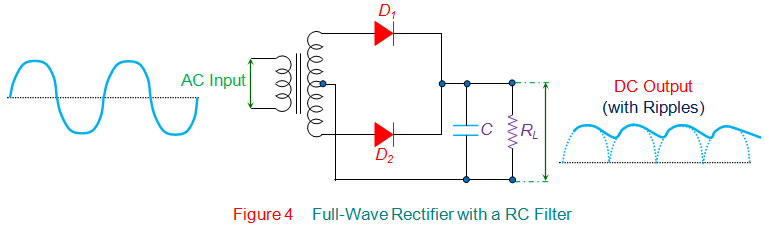 D1
AC Input
DC Output
(with Ripples)
C
RL
D2
Figure 4 Full-Wave Rectifier with a RC Filter